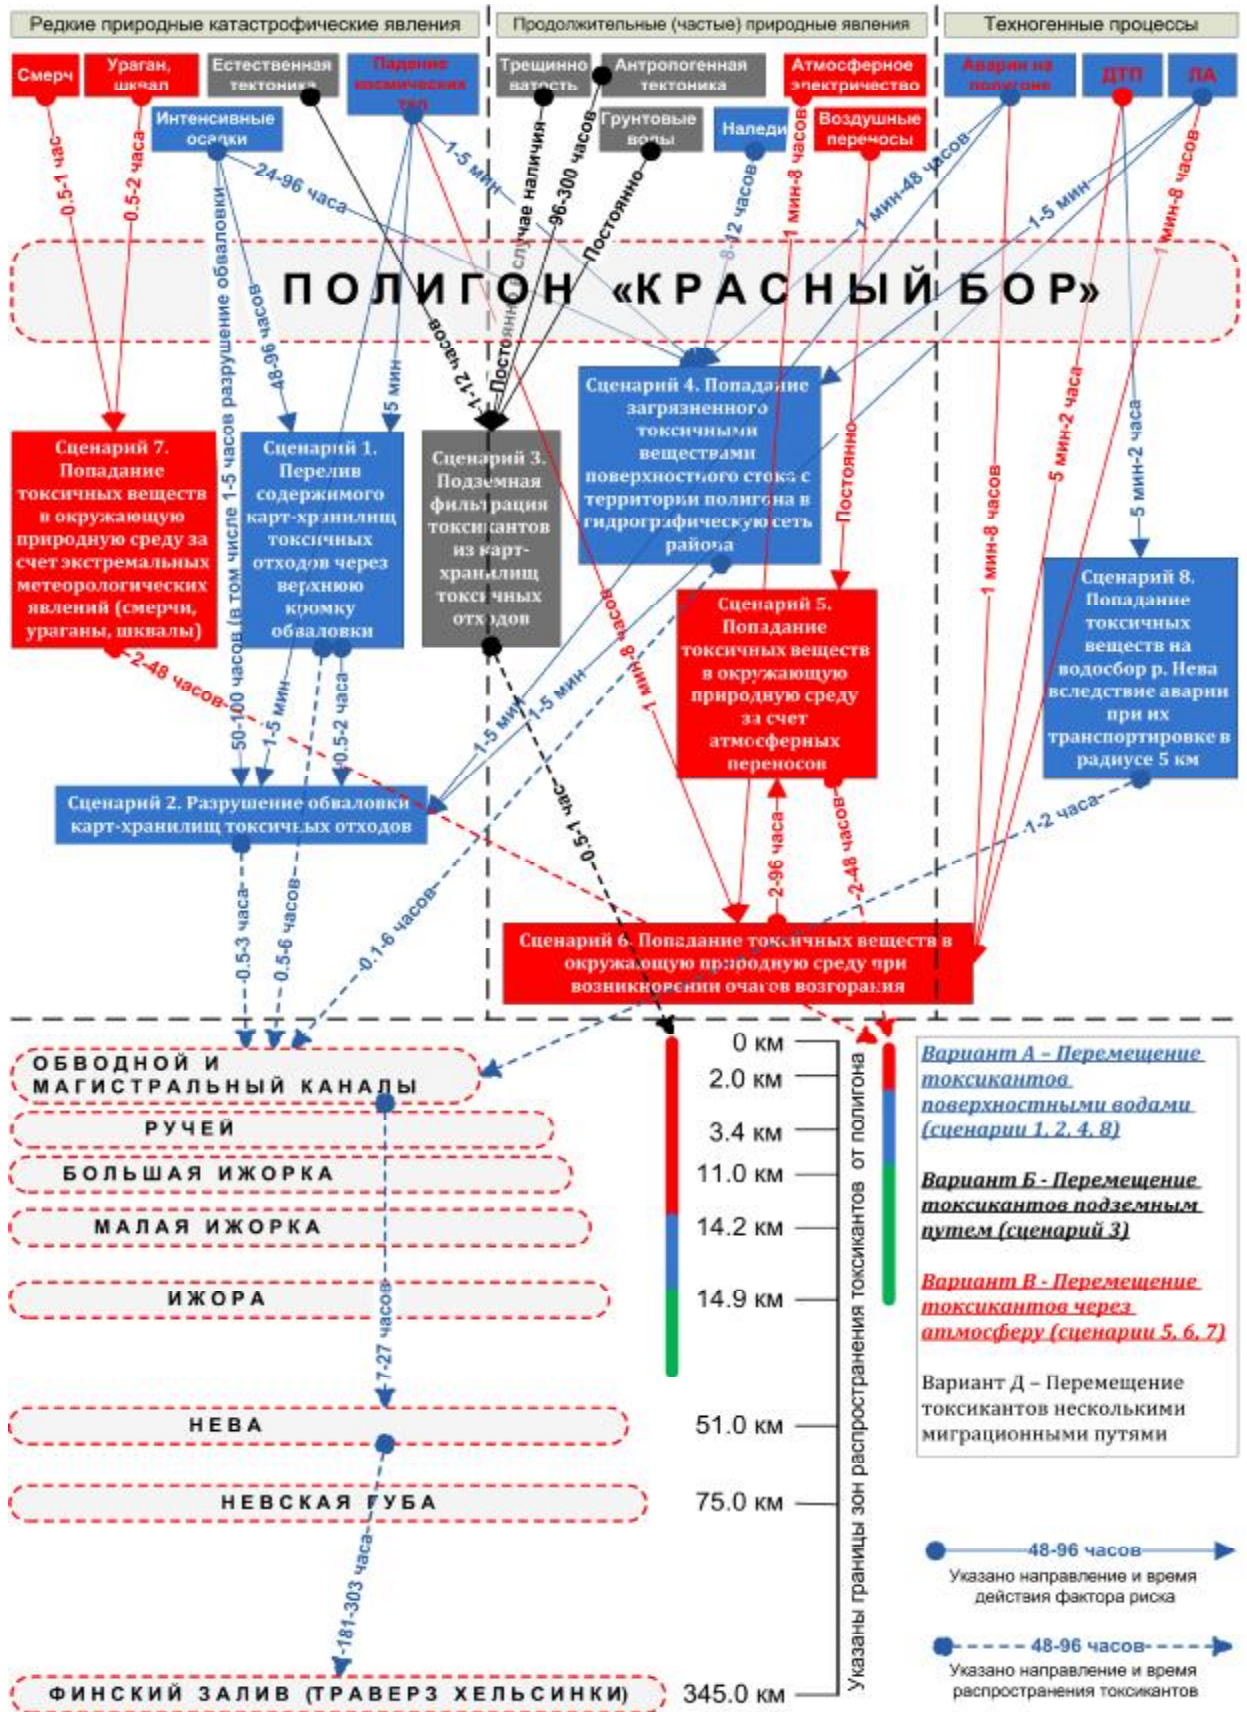 Редкие природные катастрофические явления
Продолжительные (частые) природные явления
Техногенные процессы
Смерч
Ураган,
шквал
Естественная
тектоника
Падение
космических
тел
Трещинно
ватость
Антропогенная
тектоника
Атмосферное
электричество
Аварии на
полигоне
ДТП
ЛА
Интенсивные
осадки
Грунтовые
воды
Наледи
Воздушные
переносы
0.5-1 час
0.5-2 часа
24-96 часа
1-5 мин
Постоянно в случае наличия
96-300 часов
Постоянно
8-12 часов
1 мин-8 часов
1 мин-48 часов
1-5 мин
1 мин-8 часов
ПОЛИГОН «КРАСНЫЙ БОР»
48-96 часов
50-100 часов (в том числе 1-5 часов разрушение обваловки)
5 мин
1-12 часов
Постоянно
1 мин-8 часов
5 мин-2 часа
5 мин-2 часа
Сценарий 7.
Попадание
токсичных веществ
в окружающую
природную среду за
счет экстремальных
метеорологических
явлений (смерчи,
ураганы, шквалы)
Сценарий 1.
Перелив
содержимого
карт-хранилищ
токсичных
отходов через
верхнюю
кромку
обваловки
Сценарий 3.
Подземная
фильтрация
токсикантов
из карт-
хранилищ
токсичных
отходов
Сценарий 4. Попадание
загрязненного
токсичными
веществами
поверхностного стока с
территории полигона в
гидрографическую сеть
района
Сценарий 5.
Попадание
токсичных веществ
в окружающую
природную среду
за счет
атмосферных
переносов
Сценарий 8.
Попадание
токсичных
веществ на
водосбор р. Нева
вследствие аварии
при их
транспортировке в
радиусе 5 км
2-48 часов
1-5 мин
0.5-2 часа
1-5 мин
1-5 мин
1 мин-8 часов
Сценарий 2. Разрушение обваловки
карт-хранилищ токсичных отходов
0.5-3 часа
0.5-6 часов
0.1-6 часов
0.5-1 час
2-96 часа
2-48 часов
1-2 часа
Сценарий 6. Попадание токсичных веществ в
окружающую природную среду при
возникновении очагов возгорания
ОБВОДНОЙ И
МАГИСТРАЛЬНЫЙ КАНАЛЫ
РУЧЕЙ
БОЛЬШАЯ ИЖОРКА
МАЛАЯ ИЖОРКА
ИЖОРА
7-27 часов
НЕВА
НЕВСКАЯ ГУБА
181-303 часа
ФИНСКИЙ ЗАЛИВ (ТРАВЕРЗ ХЕЛЬСИНКИ)
0 км
2.0 км
3.4 км
11.0 км
14.2 км
14.9 км
51.0 км
75.0 км
345.0 км
Указаны границы зон распространения токсикантов от полигона
Вариант А – Перемещение
токсикантов
поверхностными водами
(сценарии 1, 2, 4, 8)
Вариант Б - Перемещение
токсикантов подземным
путем (сценарий 3)
Вариант В - Перемещение
токсикантов через
атмосферу (сценарии 5, 6, 7)
Вариант Д – Перемещение
токсикантов несколькими
миграционными путями
48-96 часов
Указано направление и время
действия фактора риска
48-96 часов
Указано направление и время
распространения токсикантов